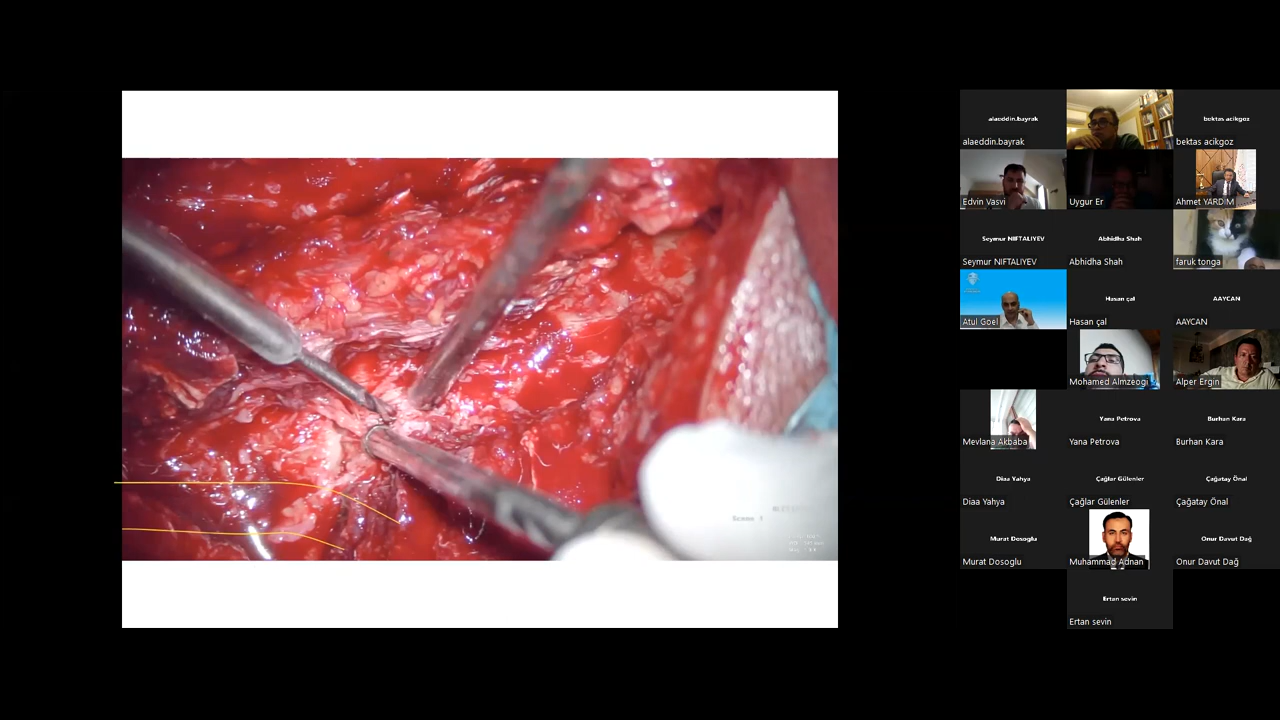 alaeddin.bayrak
alaeddin.bayrak
bektas acikgoz
bektas acikgoz
Edvin Vasvi
Uygur Er
Ahmet YARDIM
Seymur NIFTALIYEV
Seymur NIFTALIYEV
Abhidha Shah
Abhidha Shah
faruk tonga
Atul Goel
Hasan çal
Hasan çal
AAYCAN
AAYCAN
Mohamed Almzeogi
Alper Ergin
Mevlana Akbaba
Yana Petrova
Yana Petrova
Burhan Kara
Burhan Kara
Diaa Yahya
Diaa Yahya
Çağlar Gülenler
Çağlar Gülenler
Çağatay Önal
Çağatay Önal
Murat Dosoglu
Murat Dosoglu
Muhammad Adnan
Onur Davut Dağ
Onur Davut Dağ
Ertan sevin
Ertan sevin
Scene